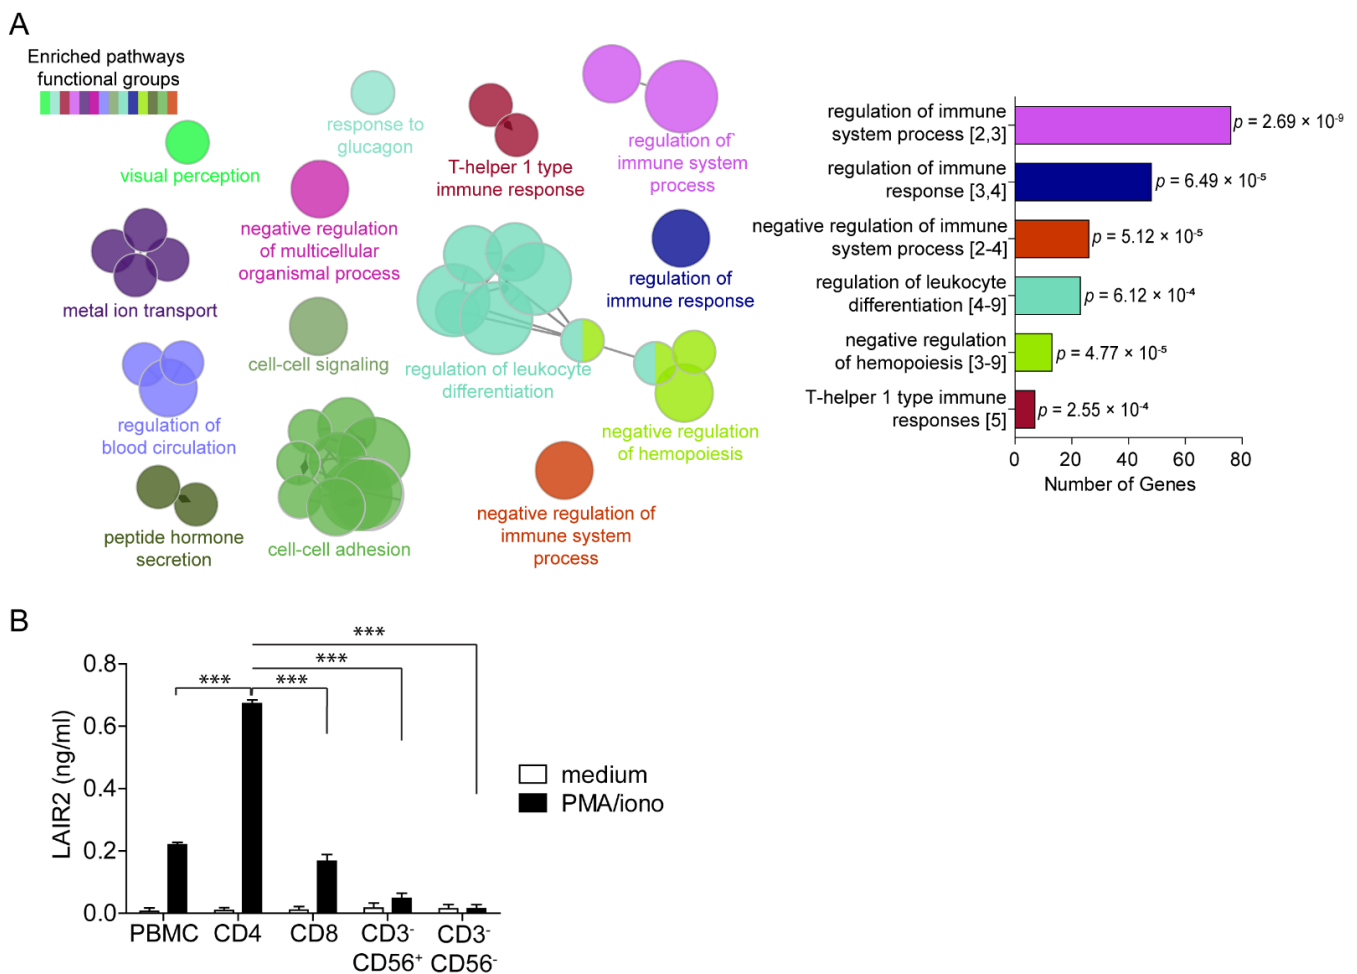 A
Enriched pathways
functional groups
visual perception
response to
glucagon
T-helper 1 type
immune response
regulation of
immune system
process
negative regulation
of multicellular
organismal process
metal ion transport
regulation of
immune response
cell-cell signaling
regulation of leukocyte
differentiation
regulation of
blood circulation
negative regulation
of hemopoiesis
peptide hormone
secretion
cell-cell adhesion
negative regulation of
immune system
process
regulation of immune
system process [2,3]
p = 2.69 × 10⁻⁹
regulation of immune
response [3,4]
p = 6.49 × 10⁻⁵
negative regulation of immune
system process [2-4]
p = 5.12 × 10⁻⁵
regulation of leukocyte
differentiation [4-9]
p = 6.12 × 10⁻⁴
negative regulation
of hemopoiesis [3-9]
p = 4.77 × 10⁻⁵
T-helper 1 type immune
responses [5]
p = 2.55 × 10⁻⁴
0 20 40 60 80
Number of Genes
B
***
***
*** ***
LAIR2 (ng/ml)
0.8
0.6
0.4
0.2
0.0
medium
PMA/iono
PBMC CD4 CD8 CD3⁻ CD3⁻
CD56⁺ CD56⁻